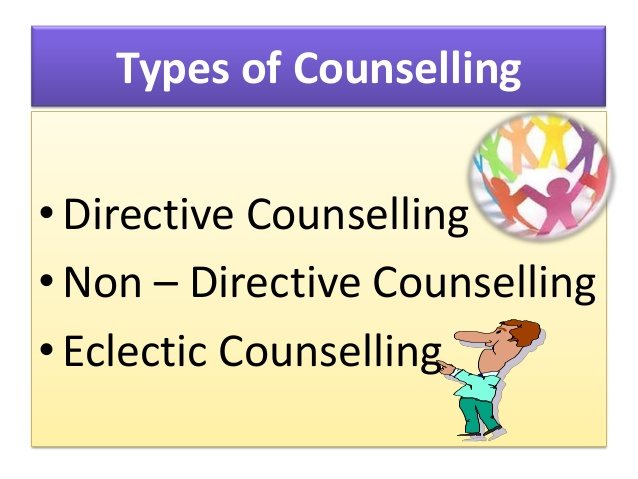 Types of Counselling
• Directive Counselling
• Non – Directive Counselling
• Eclectic Counselling